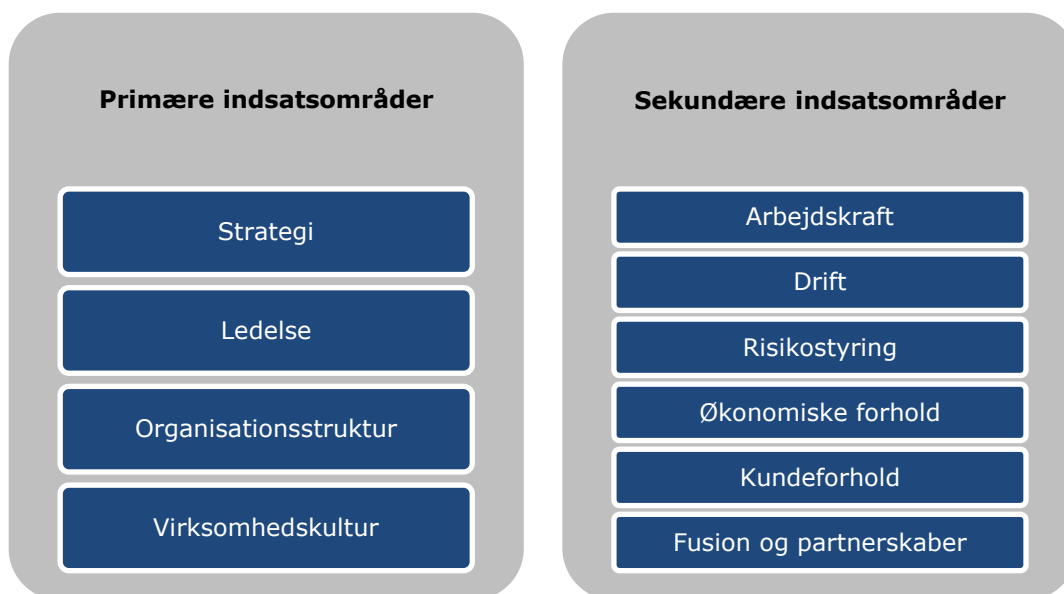 Primære indsatsområder
Strategi
Ledelse
Organisationsstruktur
Virksomhedskultur
Sekundære indsatsområder
Arbejdskraft
Drift
Risikostyring
Økonomiske forhold
Kundeforhold
Fusion og partnerskaber